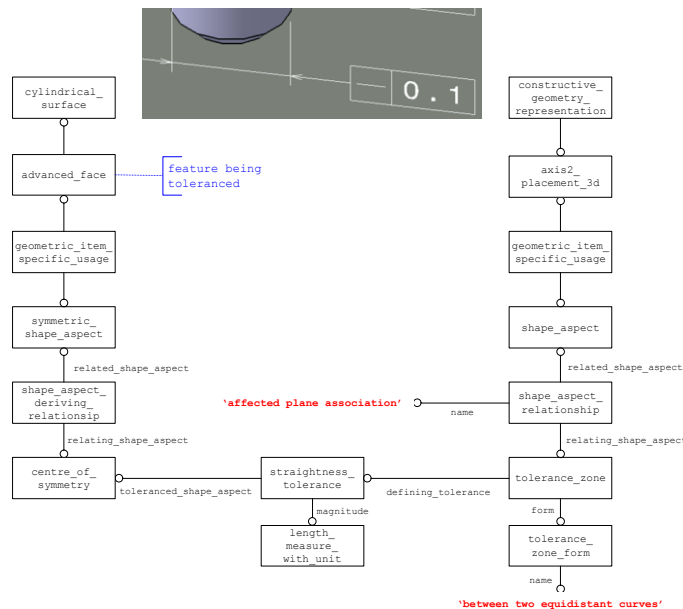 0.1
cylindrical_
surface
constructive_
geometry_
representation
advanced_face
feature being
toleranced
axis2_
placement_3d
geometric_item_
specific_usage
geometric_item_
specific_usage
symmetric_
shape_aspect
shape_aspect
related_shape_aspect
related_shape_aspect
shape_aspect_
deriving_
relationsip
‘affected plane association’
name
shape_aspect_
relationship
relating_shape_aspect
relating_shape_aspect
centre_of_
symmetry
toleranced_shape_aspect
straightness_
tolerance
defining_tolerance
tolerance_zone
magnitude
form
length_
measure_
with_unit
tolerance_
zone_form
name
‘between two equidistant curves’